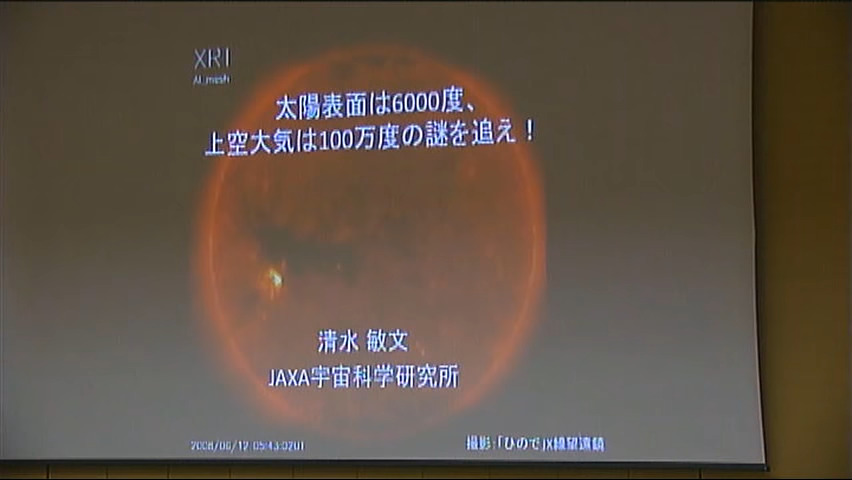 XRT
Al_mesh
太陽表面は6000度、
上空大気は100万度の謎を追え！
清水 敏文
JAXA宇宙科学研究所
撮影:「ひので」X線望遠鏡